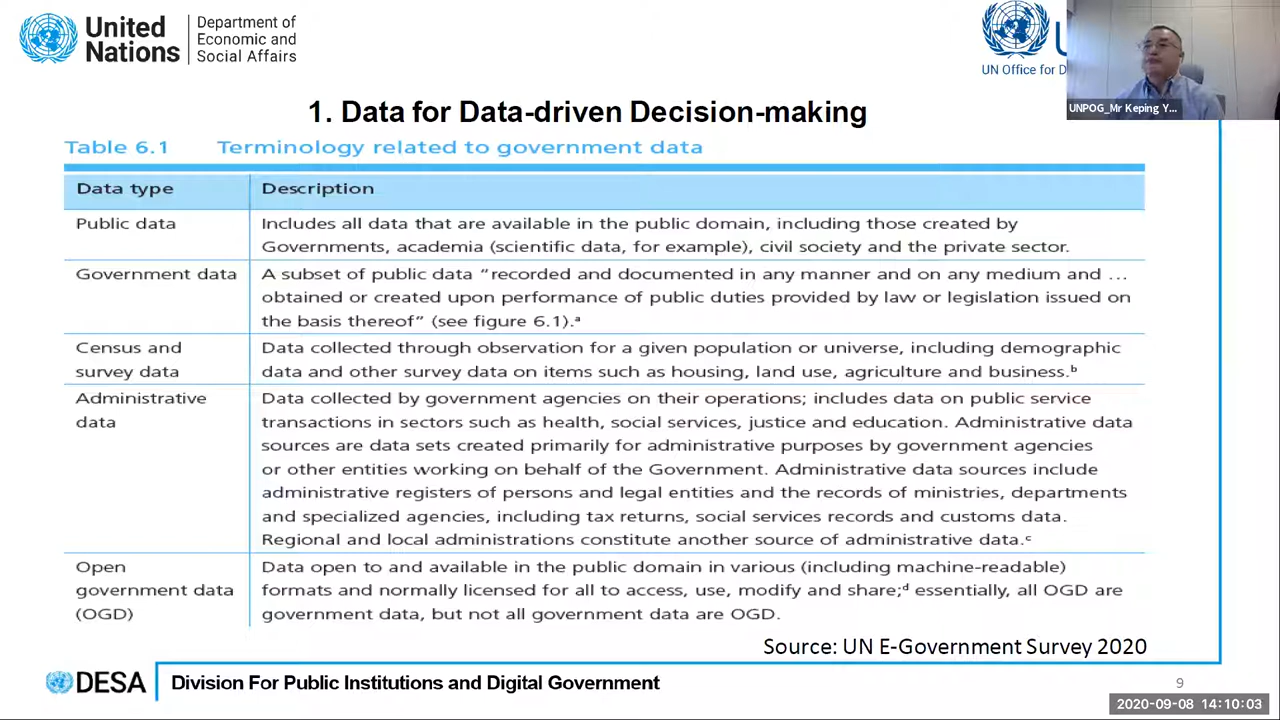 United
Nations
Department of
Economic and
Social Affairs
UN Office for D
UNPOG_Mr Keping Y...
1. Data for Data-driven Decision-making
Table 6.1 Terminology related to government data
Data type Description
Public data Includes all data that are available in the public domain, including those created by
Governments, academia (scientific data, for example), civil society and the private sector.
Government data A subset of public data “recorded and documented in any manner and on any medium and …
obtained or created upon performance of public duties provided by law or legislation issued on
the basis thereof” (see figure 6.1).ᵃ
Census and Data collected through observation for a given population or universe, including demographic
survey data data and other survey data on items such as housing, land use, agriculture and business.ᵇ
Administrative Data collected by government agencies on their operations; includes data on public service
data transactions in sectors such as health, social services, justice and education. Administrative data
sources are data sets created primarily for administrative purposes by government agencies
or other entities working on behalf of the Government. Administrative data sources include
administrative registers of persons and legal entities and the records of ministries, departments
and specialized agencies, including tax returns, social services records and customs data.
Regional and local administrations constitute another source of administrative data.ᶜ
Open Data open to and available in the public domain in various (including machine-readable)
government data formats and normally licensed for all to access, use, modify and share;ᵈ essentially, all OGD are
(OGD) government data, but not all government data are OGD.
Source: UN E-Government Survey 2020
DESA Division For Public Institutions and Digital Government
9
2020-09-08 14:10:03